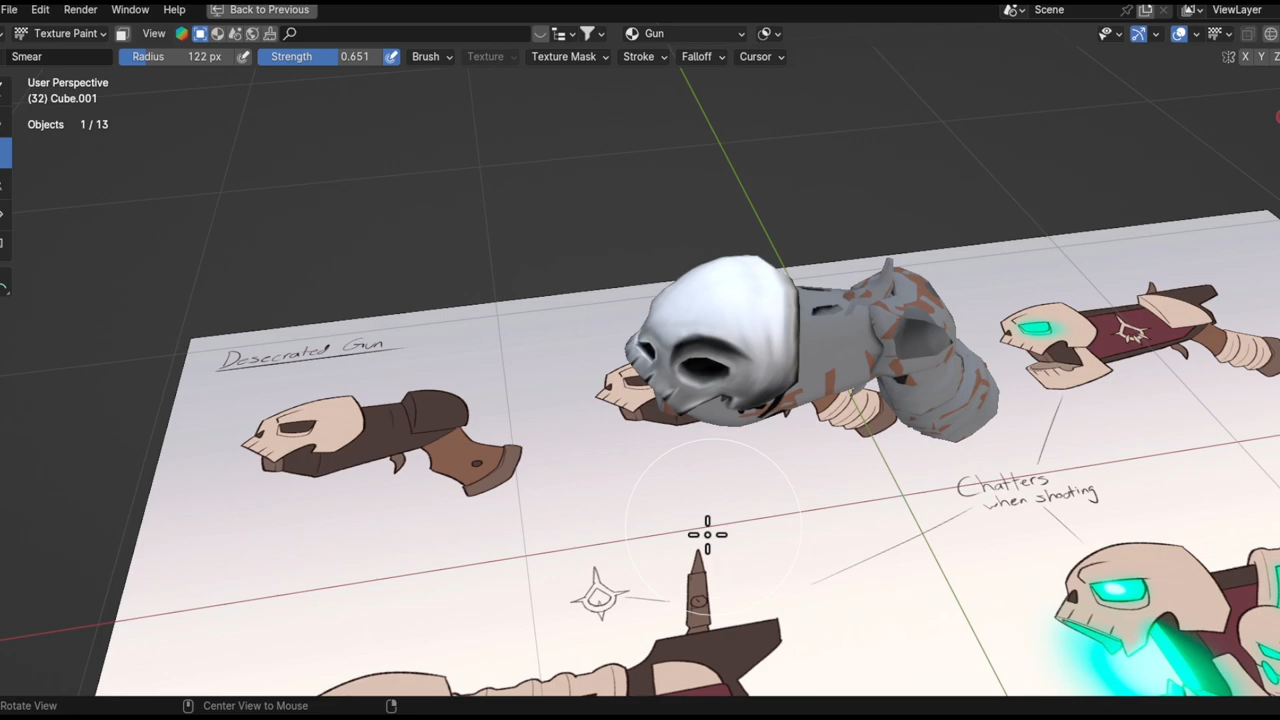 File Edit Render Window Help Back to Previous Scene ViewLayer
Texture Paint View Gun
Smear Radius 122 px Strength 0.651 Brush Texture Texture Mask Stroke Falloff Cursor X Y Z
User Perspective
(32) Cube.001
Objects 1 / 13
Desecrated Gun
Chatters
when shooting
Rotate View Center View to Mouse